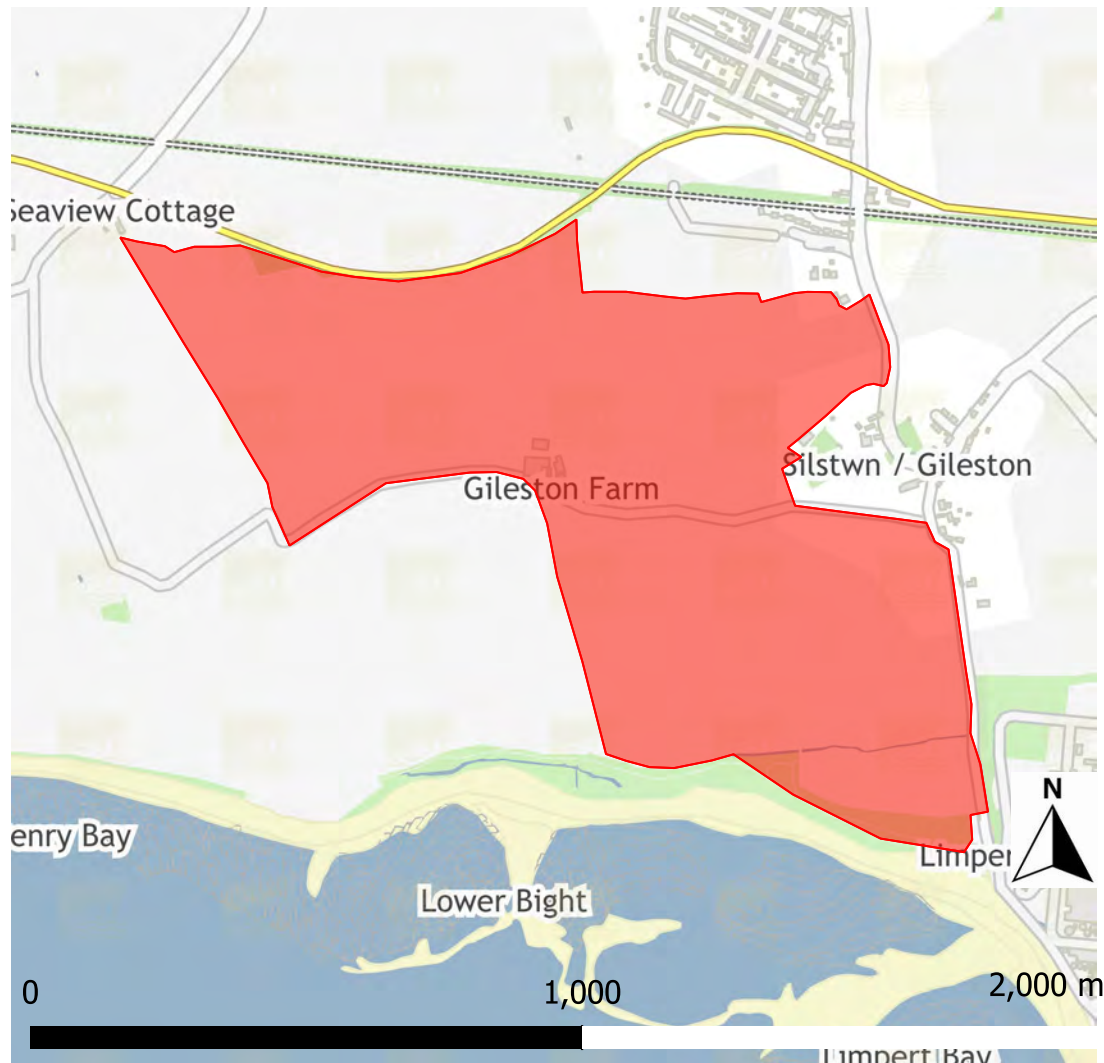 Seaview Cottage
Silstwn / Gileston
Gileston Farm
N
enry Bay
Limper
Lower Bight
0 1,000 2,000 m
Limpert Bay